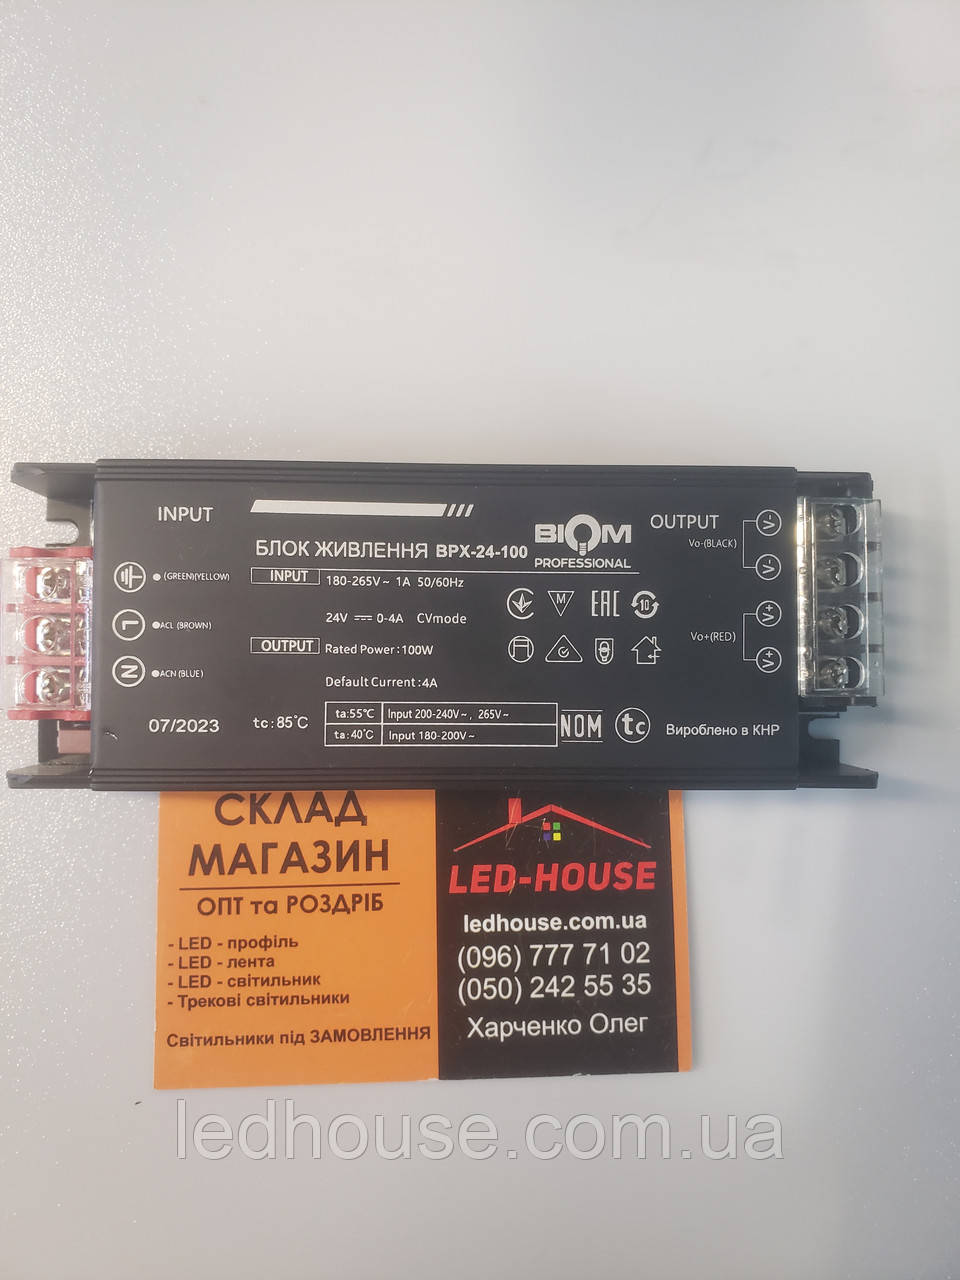 INPUT
БЛОК ЖИВЛЕННЯ BPX-24-100
BIOM
PROFESSIONAL
OUTPUT
V-
Vo-(BLACK)
V-
V+
Vo+(RED)
V+
(GREEN)(YELLOW)
L
ACL (BROWN)
N
ACN (BLUE)
INPUT 180-265V~ 1A 50/60Hz
24V 0-4A CVmode
OUTPUT Rated Power:100W
Default Current:4A
M
EAC
10
07/2023
tc:85℃
ta:55℃ Input 200-240V~, 265V~
ta:40℃ Input 180-200V~
NOM
tc
Вироблено в КНР
СКЛАД
МАГАЗИН
ОПТ та РОЗДРІБ
- LED - профіль
- LED - лента
- LED - світильник
- Трекові світильники
Світильники під ЗАМОВЛЕННЯ
LED-HOUSE
ledhouse.com.ua
(096) 777 71 02
(050) 242 55 35
Харченко Олег
ledhouse.com.ua